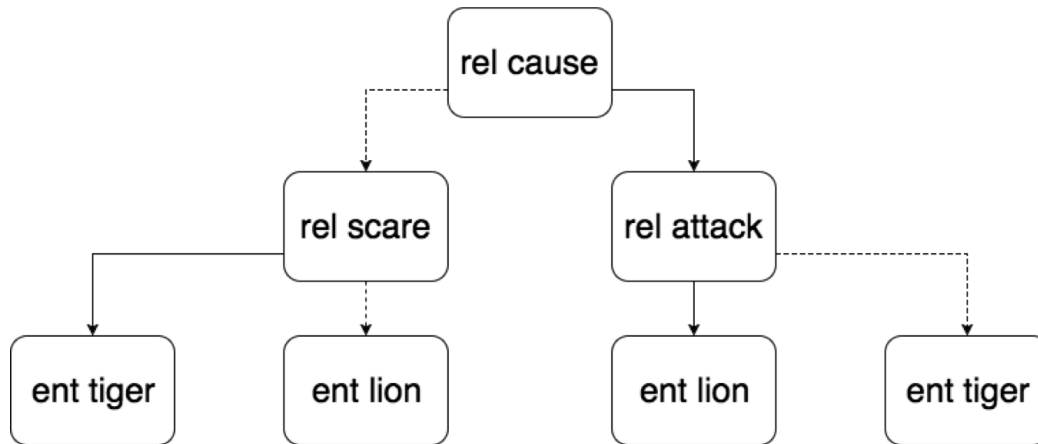 rel cause
rel scare
rel attack
ent tiger
ent lion
ent lion
ent tiger